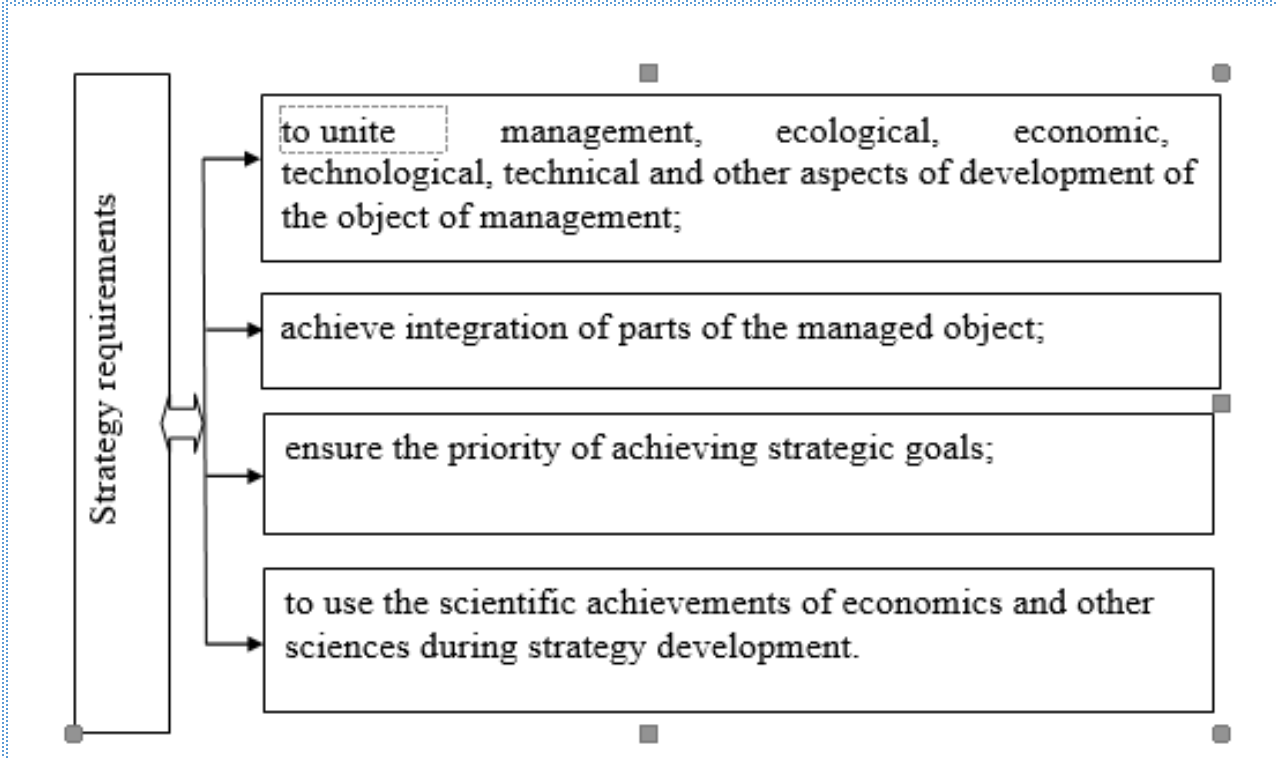 Strategy requirements
to unite management, ecological, economic,
technological, technical and other aspects of development of
the object of management;
achieve integration of parts of the managed object;
ensure the priority of achieving strategic goals;
to use the scientific achievements of economics and other
sciences during strategy development.